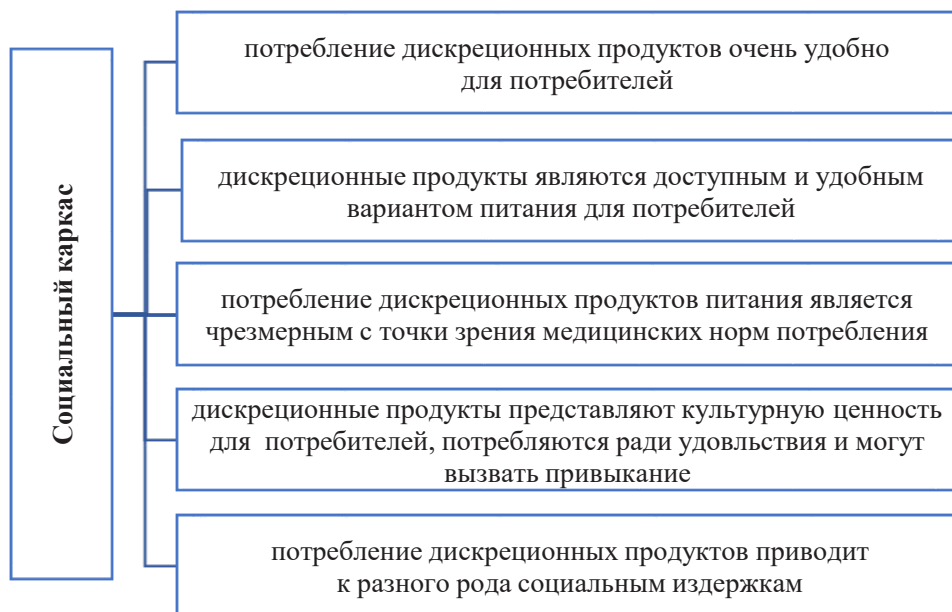 Социальный каркас
потребление дискреционных продуктов очень удобно
для потребителей
дискреционные продукты являются доступным и удобным
вариантом питания для потребителей
потребление дискреционных продуктов питания является
чрезмерным с точки зрения медицинских норм потребления
дискреционные продукты представляют культурную ценность
для потребителей, потребляются ради удовльствия и могут
вызвать привыкание
потребление дискреционных продуктов приводит
к разного рода социальным издержкам